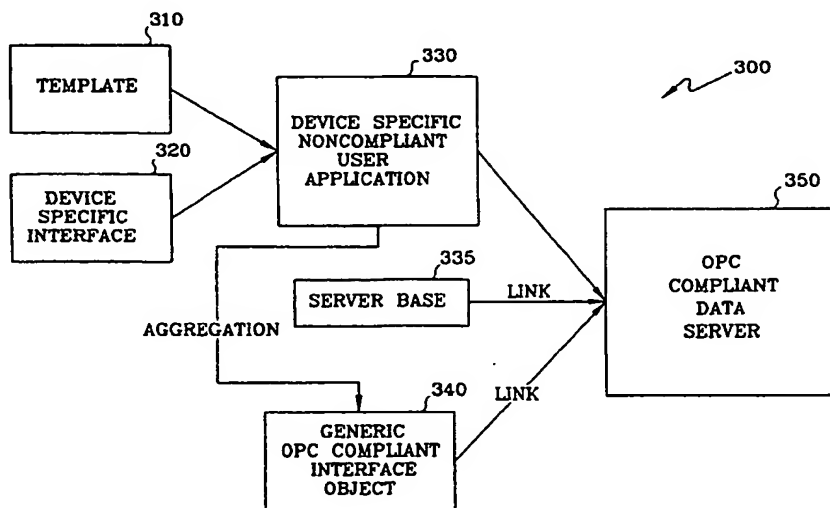 310
TEMPLATE
320
DEVICE
SPECIFIC
INTERFACE
330
DEVICE SPECIFIC
NONCOMPLIANT
USER
APPLICATION
300
335
SERVER BASE
LINK
AGGREGATION
340
GENERIC
OPC COMPLIANT
INTERFACE
OBJECT
LINK
350
OPC
COMPLIANT
DATA
SERVER